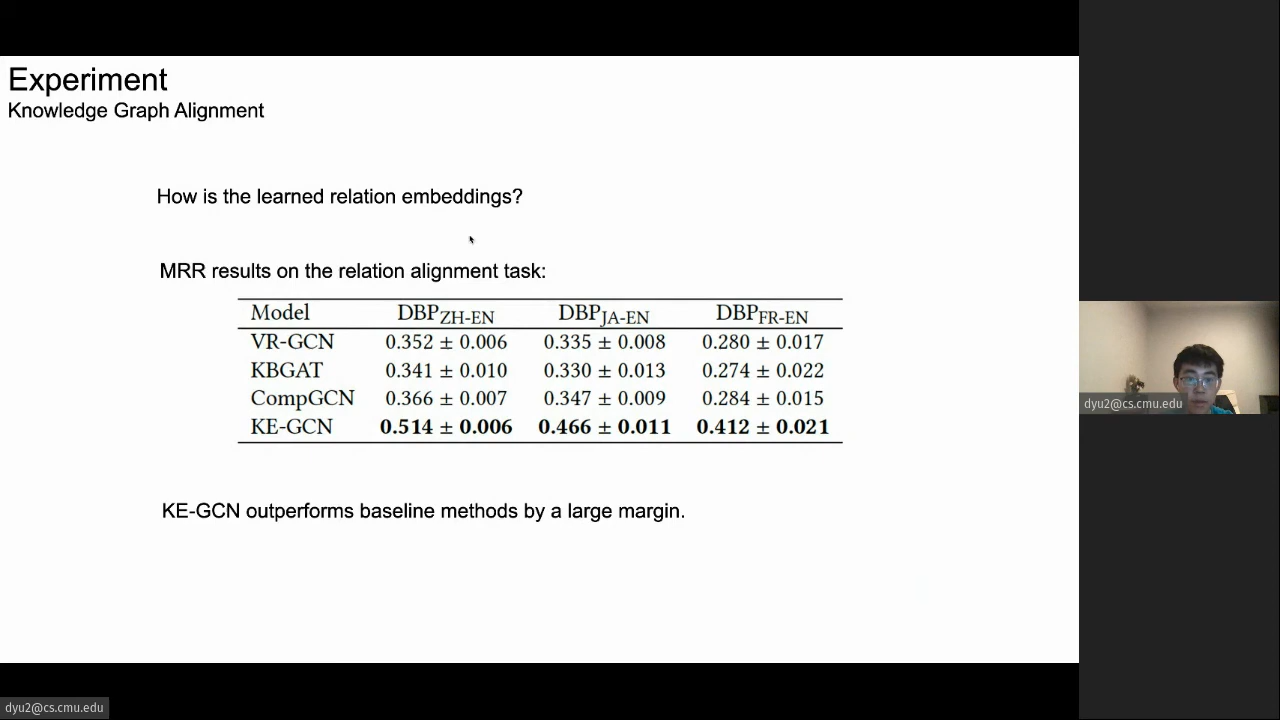 Experiment
Knowledge Graph Alignment
How is the learned relation embeddings?
MRR results on the relation alignment task:
Model DBP_ZH-EN DBP_JA-EN DBP_FR-EN
VR-GCN 0.352 ± 0.006 0.335 ± 0.008 0.280 ± 0.017
KBGAT 0.341 ± 0.010 0.330 ± 0.013 0.274 ± 0.022
CompGCN 0.366 ± 0.007 0.347 ± 0.009 0.284 ± 0.015
KE-GCN 0.514 ± 0.006 0.466 ± 0.011 0.412 ± 0.021
KE-GCN outperforms baseline methods by a large margin.
dyu2@cs.cmu.edu
dyu2@cs.cmu.edu